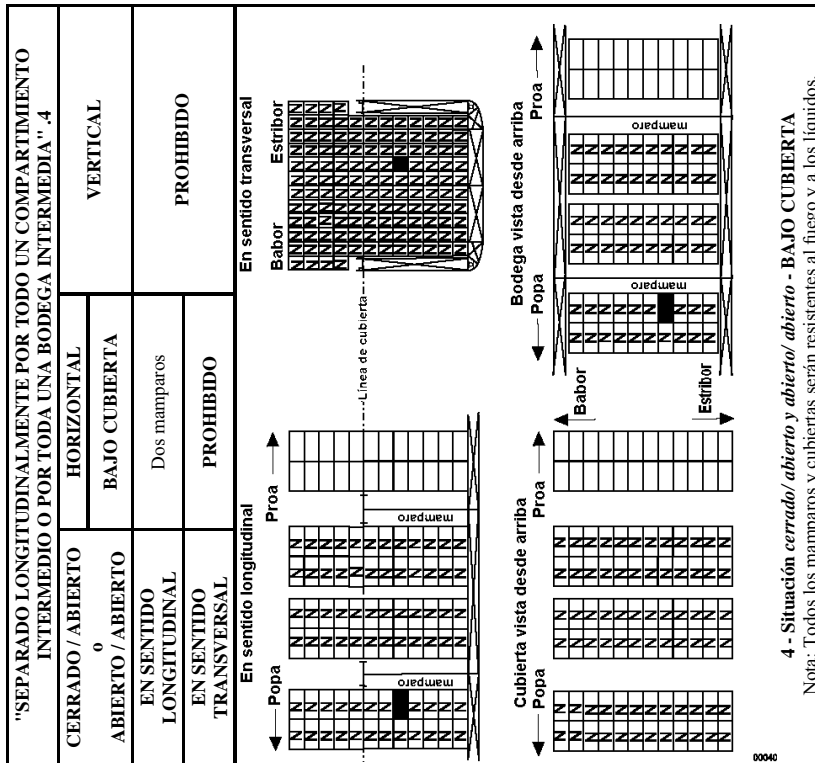 "SEPARADO LONGITUDINALMENTE POR TODO UN COMPARTIMIENTO
INTERMEDIO O POR TODA UNA BODEGA INTERMEDIA" .4
CERRADO / ABIERTO
o
ABIERTO / ABIERTO
HORIZONTAL
BAJO CUBIERTA
VERTICAL
EN SENTIDO
LONGITUDINAL
Dos mamparos
PROHIBIDO
EN SENTIDO
TRANSVERSAL
PROHIBIDO
En sentido longitudinal
Popa
Proa
mamparo
mamparo
Línea de cubierta
En sentido transversal
Babor
Estribor
Cubierta vista desde arriba
Popa
Proa
Babor
Estribor
Bodega vista desde arriba
Popa
Proa
mamparo
mamparo
00040
4 - Situación cerrado/ abierto y abierto/ abierto - BAJO CUBIERTA
Nota: Todos los mamparos y cubiertas serán resistentes al fuego y a los líquidos.